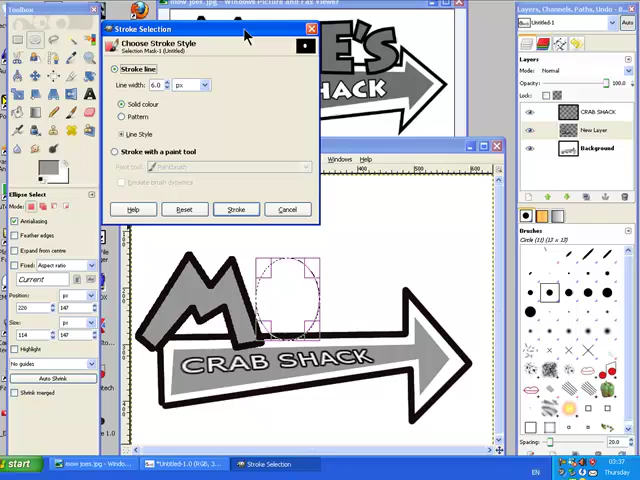 Toolbox
Stroke Selection
Choose Stroke Style
Selection Mask-1 (Untitled)
Stroke line
Line width: 6.0 px
Solid colour
Pattern
Line Style
Stroke with a paint tool
Paint tool: Paintbrush
Emulate brush dynamics
Help Reset Stroke Cancel
Windows Picture and Fax Viewer
E'S
HACK
Windows Help
300 400 500 600
M
CRAB SHACK
Ellipse Select
Mode:
Antialiasing
Feather edges
Expand from centre
Fixed: Aspect ratio
Current
Position: px
220 147
Size: px
114 147
Highlight
No guides
Auto Shrink
Shrink merged
Layers, Channels, Paths, Undo -
Untitled-1 Auto
Layers
Mode: Normal
Opacity: 100.0
Lock:
CRAB SHACK
New Layer
Background
Brushes
Circle (11) (13 x 13)
Spacing: 20.0
start
mow joes.jpg - Windo...
*Untitled-1.0 (RGB, 3...
Stroke Selection
EN
03:37
Thursday